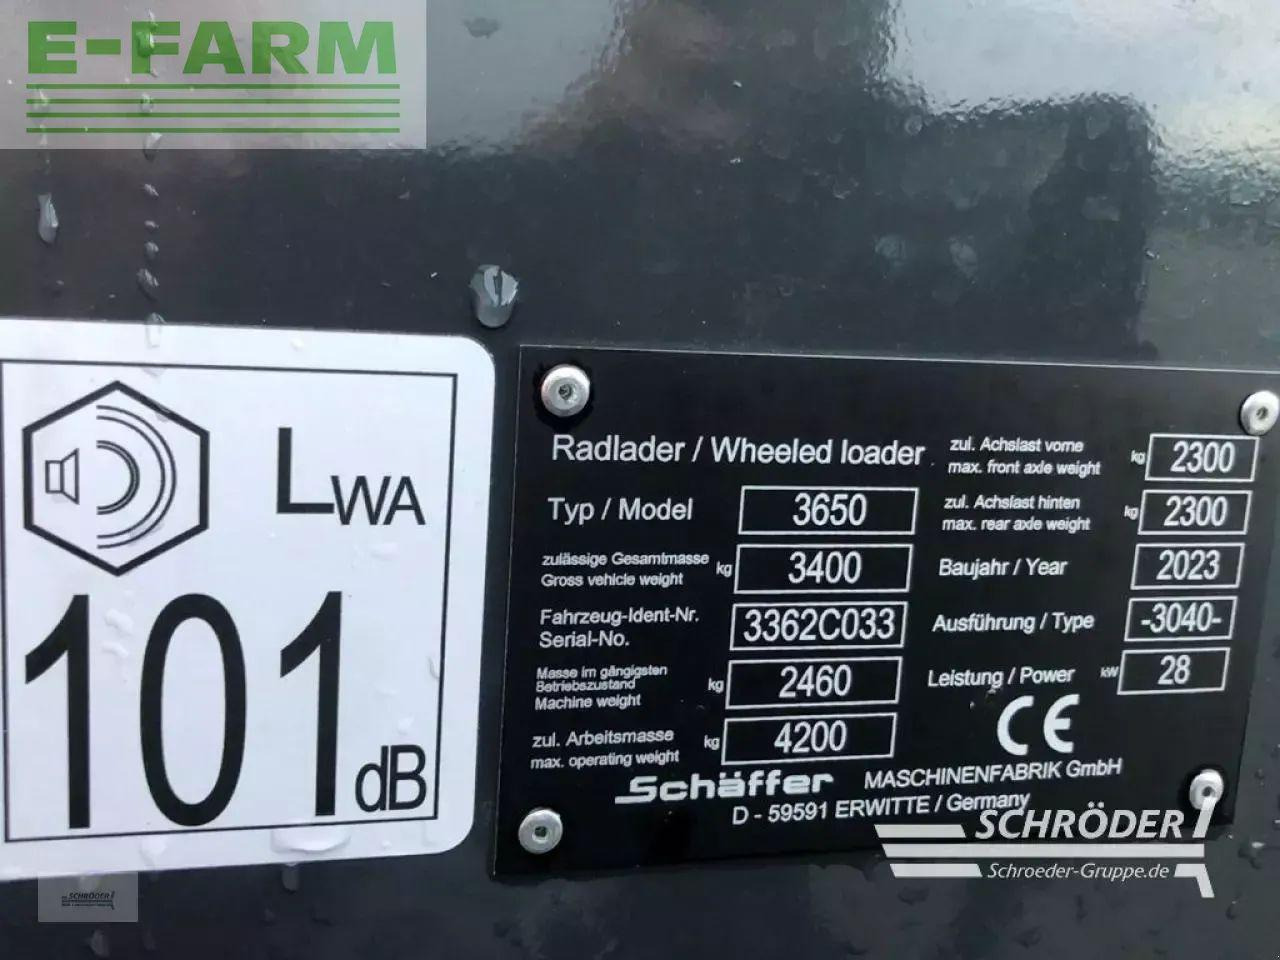 E-FARM
LWA
101dB
Radlader / Wheeled loader
Typ / Model 3650
zulässige Gesamtmasse
Gross vehicle weight kg 3400
Fahrzeug-Ident-Nr.
Serial-No. 3362C033
Masse im gängigsten
Betriebszustand
Machine weight kg 2460
zul. Arbeitsmasse
max. operating weight kg 4200
zul. Achslast vorne
max. front axle weight kg 2300
zul. Achslast hinten
max. rear axle weight kg 2300
Baujahr / Year 2023
Ausführung / Type -3040-
Leistung / Power kW 28
CE
Schäffer MASCHINENFABRIK GmbH
D - 59591 ERWITTE / Germany
SCHRÖDER
Schroeder-Gruppe.de
SCHRÖDER